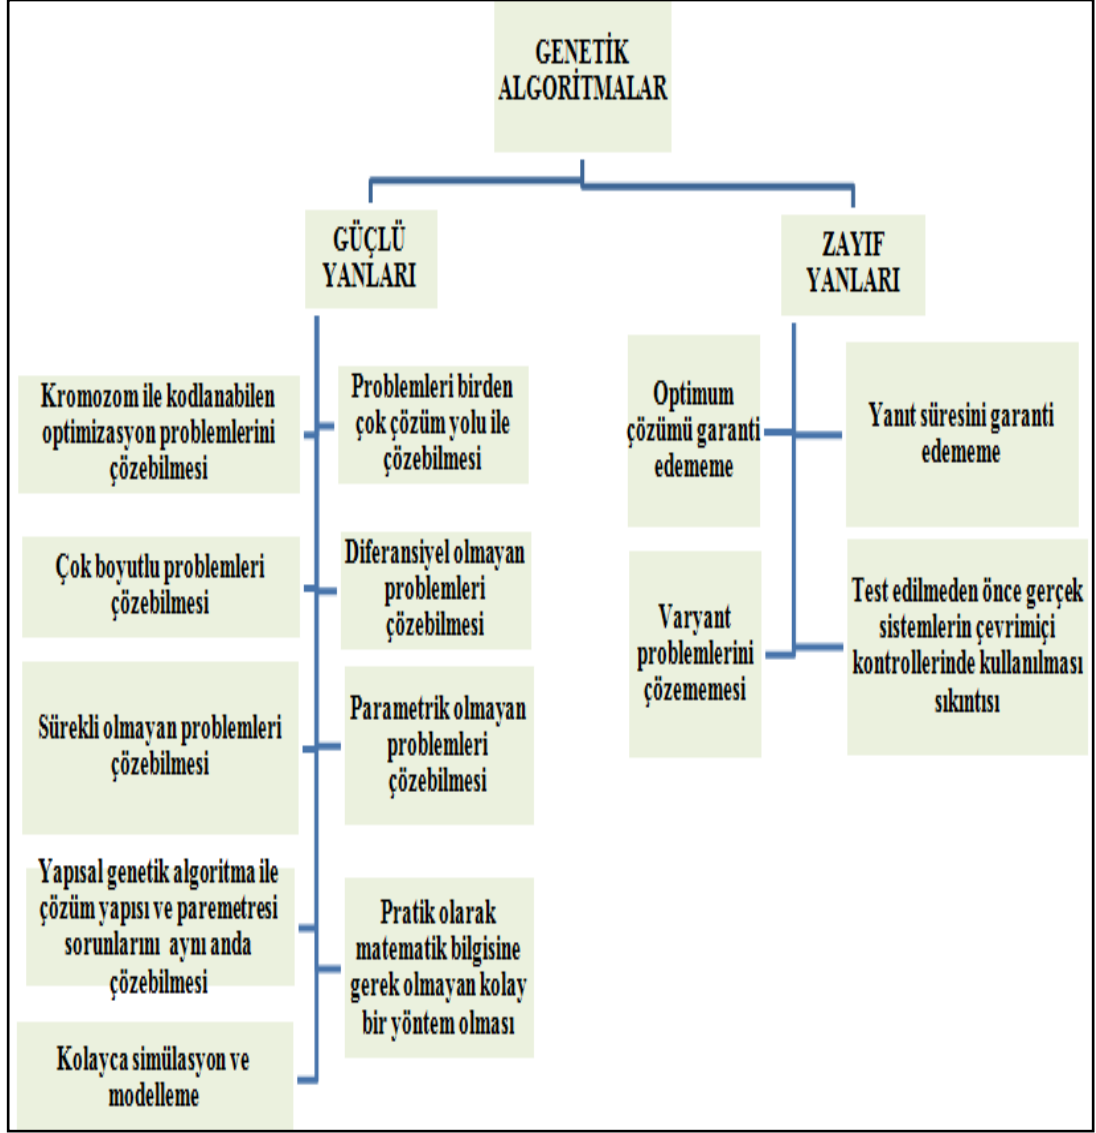 GENETİK
ALGORİTMALAR
GÜÇLÜ
YANLARI
Kromozom ile kodlanabilen
optimizasyon problemlerini
çözebilmesi
Problemleri birden
çok çözüm yolu ile
çözebilmesi
Çok boyutlu problemleri
çözebilmesi
Diferansiyel olmayan
problemleri
çözebilmesi
Sürekli olmayan problemleri
çözebilmesi
Parametrik olmayan
problemleri
çözebilmesi
Yapısal genetik algoritma ile
çözüm yapısı ve paremetresi
sorunlarını aynı anda
çözebilmesi
Pratik olarak
matematik bilgisine
gerek olmayan kolay
bir yöntem olması
Kolayca simülasyon ve
modelleme
ZAYIF
YANLARI
Optimum
çözümü garanti
edememe
Yanıt süresini garanti
edememe
Varyant
problemlerini
çözememesi
Test edilmeden önce gerçek
sistemlerin çevrimiçi
kontrollerinde kullanılması
sıkıntısı